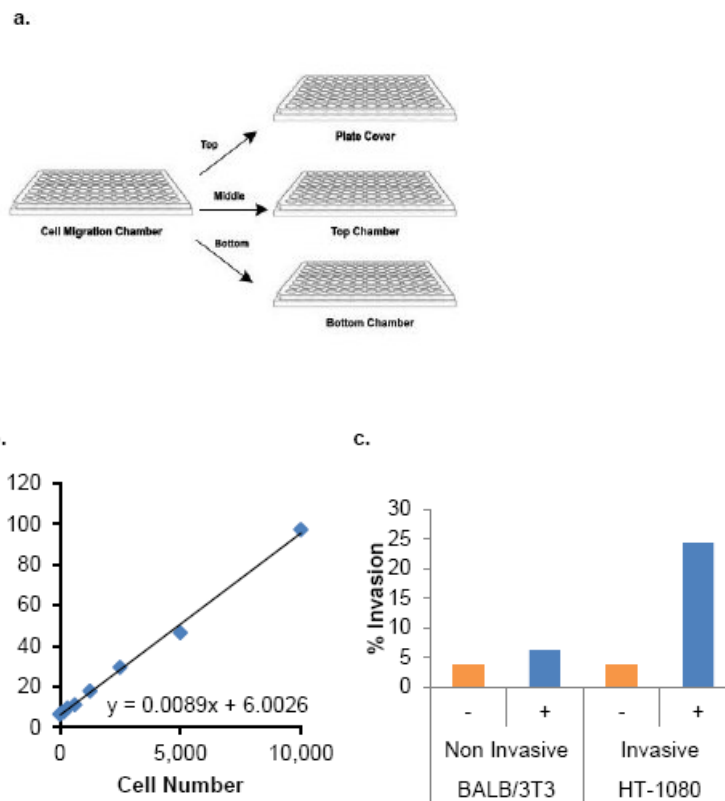 a.
Top
Plate Cover
Middle
Cell Migration Chamber
Top Chamber
Bottom
Bottom Chamber
c.
120
100
80
60
40
20
0
y = 0.0089x + 6.0026
0
5,000
10,000
Cell Number
% Invasion
30
25
20
15
10
5
0
- + - +
Non Invasive Invasive
BALB/3T3 HT-1080